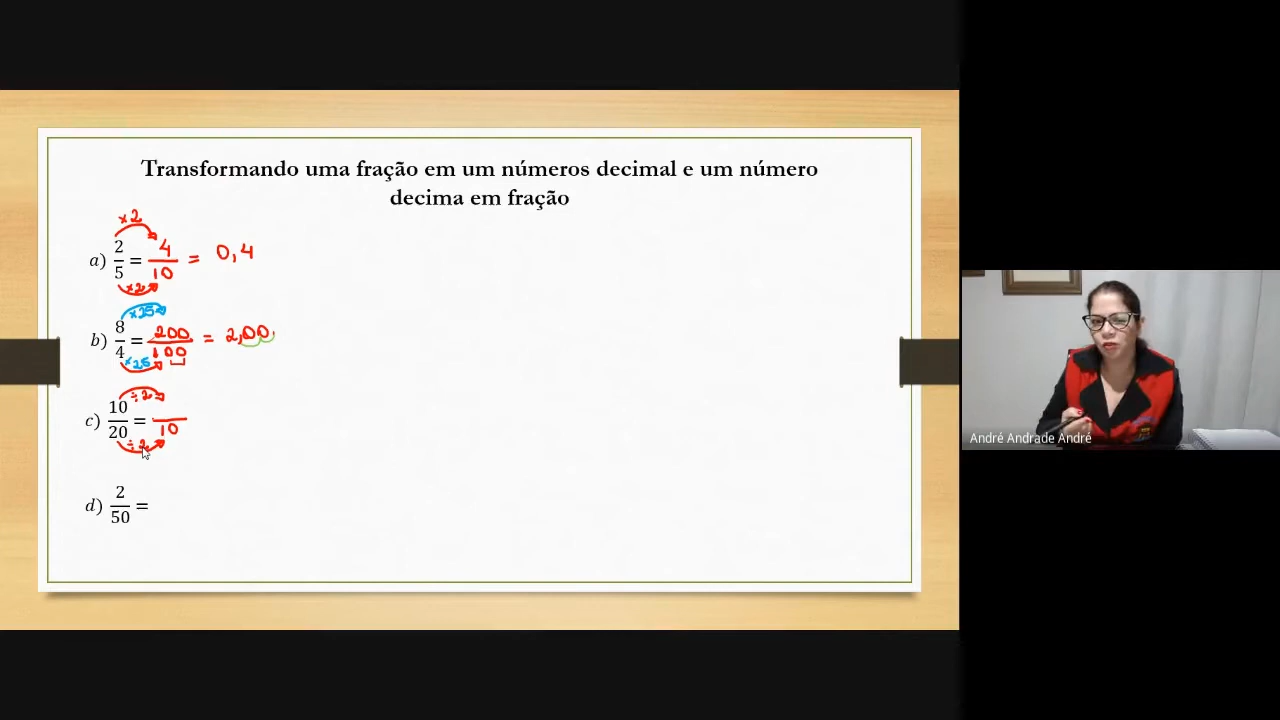 Transformando uma fração em um números decimal e um número
decima em fração
×2
a) 2/5 = 4/10 = 0,4
×2
×25
b) 8/4 = 200/100 = 2,00,
×25
÷2
c) 10/20 = /10
÷2
d) 2/50 =
André Andrade André